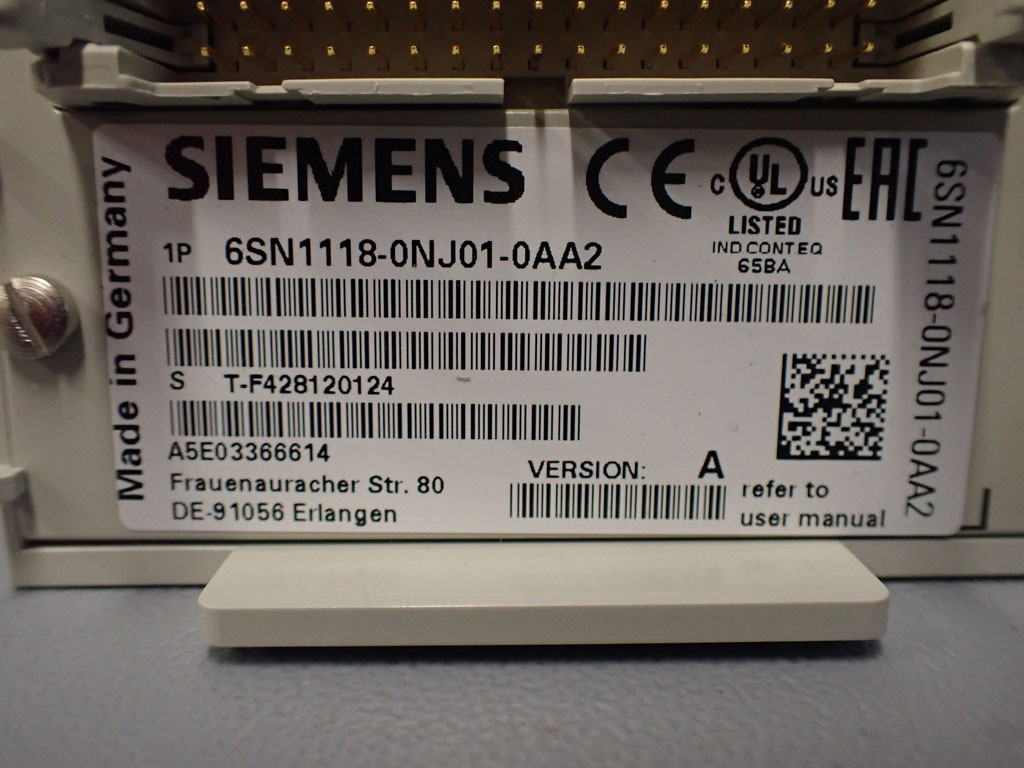 SIEMENS
CE
C UL US
EAC
LISTED
IND CONT EQ
65BA
1P 6SN1118-0NJ01-0AA2
S T-F428120124
A5E03366614
Frauenauracher Str. 80
DE-91056 Erlangen
VERSION: A
refer to
user manual
Made in Germany
6SN1118-0NJ01-0AA2